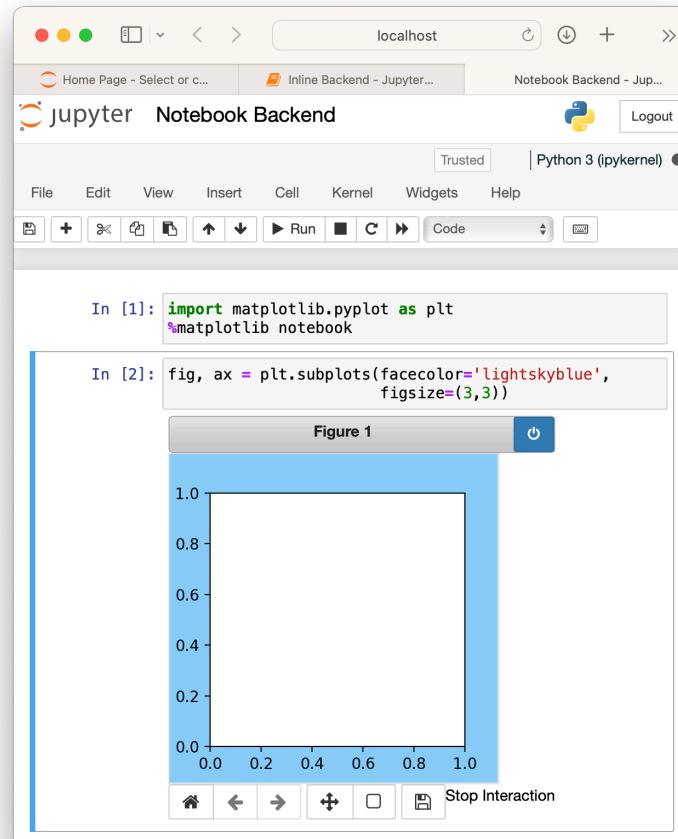 localhost
Home Page - Select or c...
Inline Backend - Jupyter...
Notebook Backend - Jup...
jupyter Notebook Backend
Logout
Trusted
Python 3 (ipykernel)
File Edit View Insert Cell Kernel Widgets Help
Run
Code
In [1]: import matplotlib.pyplot as plt
%matplotlib notebook
In [2]: fig, ax = plt.subplots(facecolor='lightskyblue',
figsize=(3,3))
Figure 1
1.0
0.8
0.6
0.4
0.2
0.0
0.0 0.2 0.4 0.6 0.8 1.0
Stop Interaction